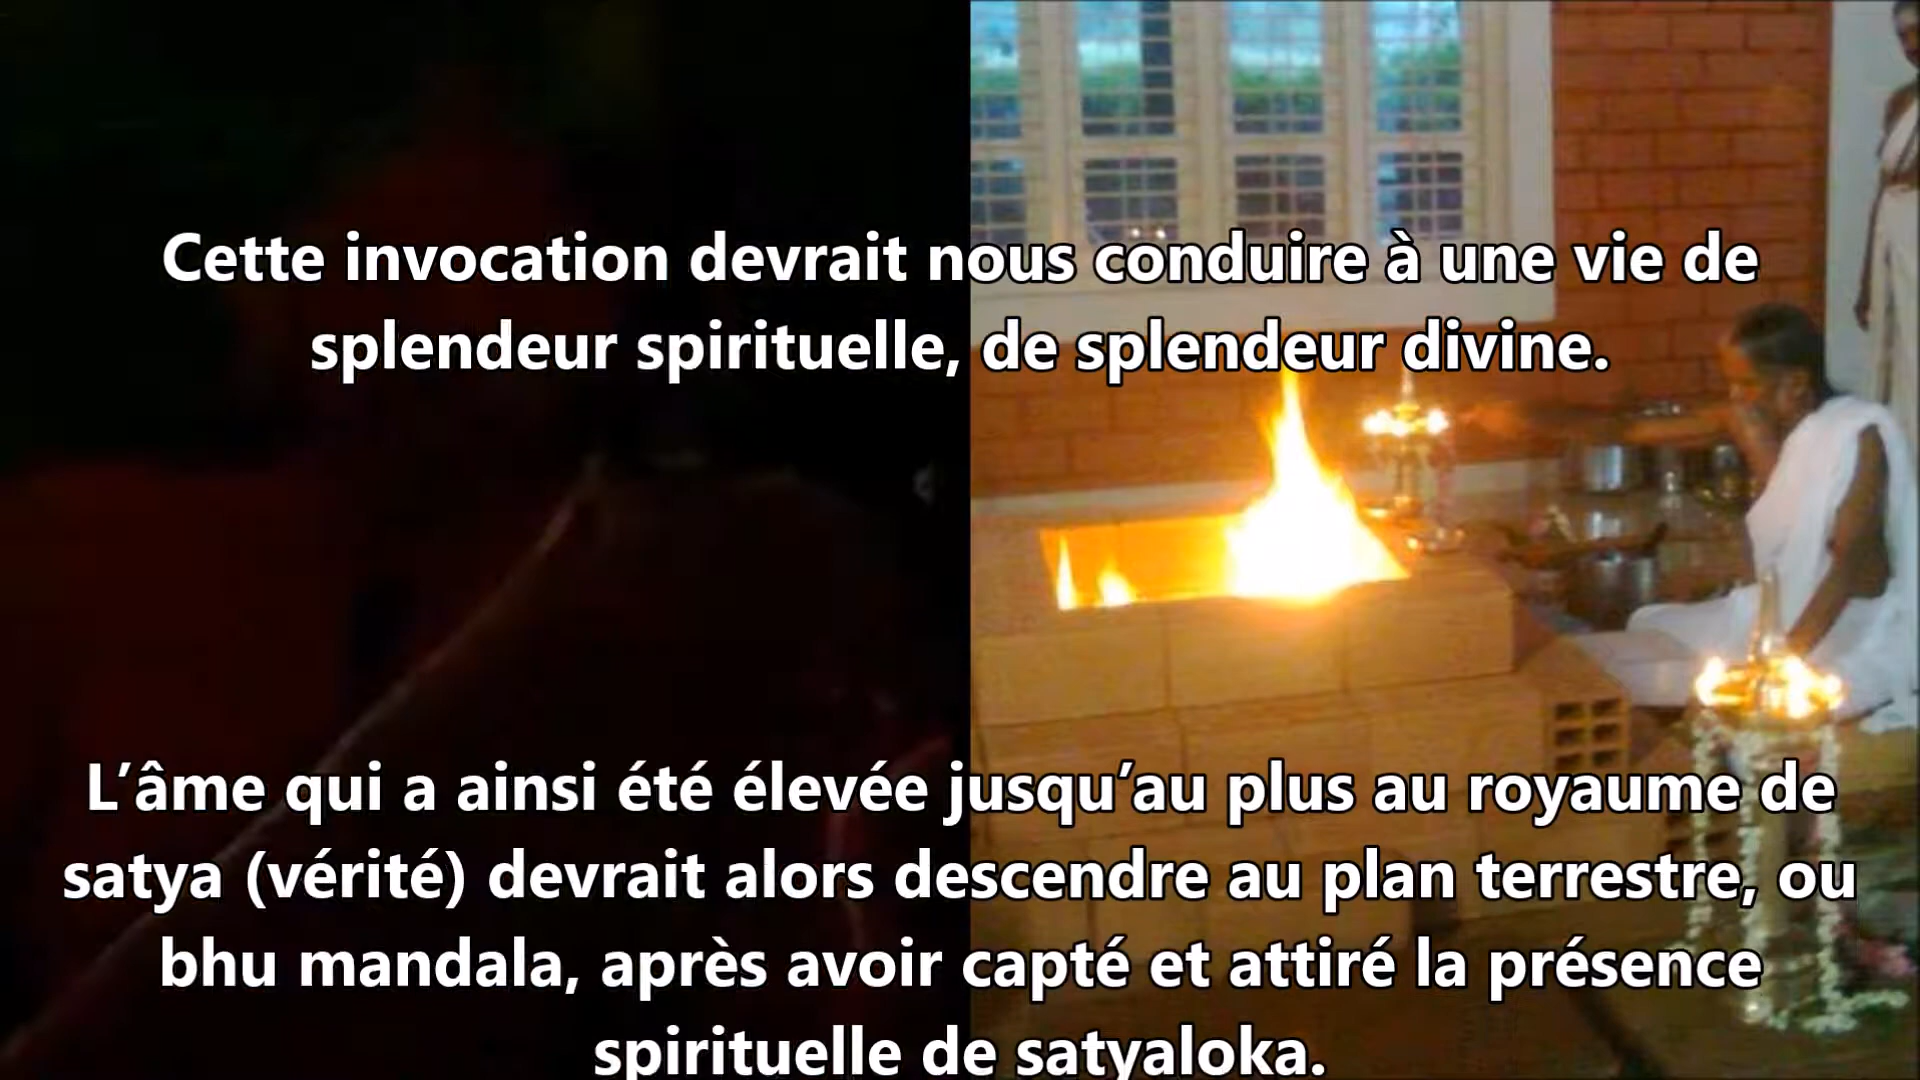 Cette invocation devrait nous conduire à une vie de
splendeur spirituelle, de splendeur divine.
L’âme qui a ainsi été élevée jusqu’au plus au royaume de
satya (vérité) devrait alors descendre au plan terrestre, ou
bhu mandala, après avoir capté et attiré la présence
spirituelle de satyaloka.